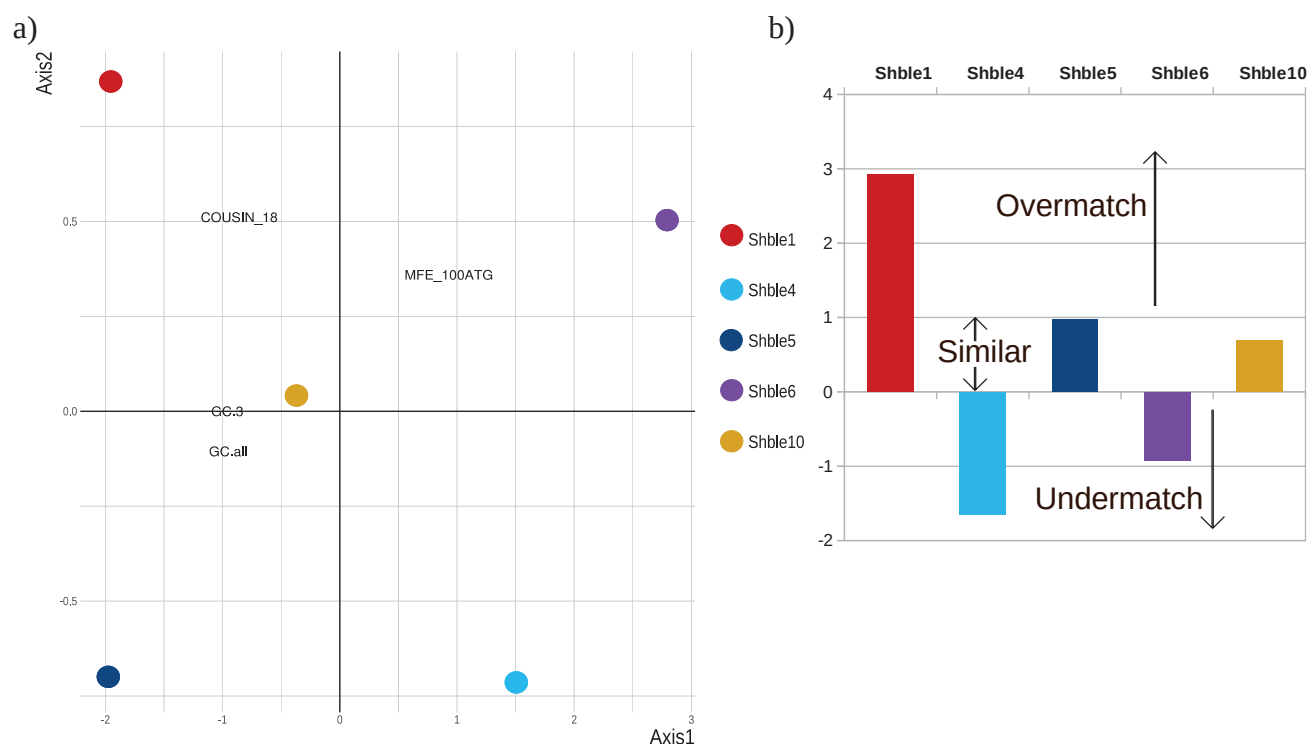 a)
Axis2
COUSIN_18
MFE_100ATG
GC.3
GC.all
0.5
0.0
-0.5
-2
-1
0
1
2
3
Axis1
Shble1
Shble4
Shble5
Shble6
Shble10
b)
Shble1 Shble4 Shble5 Shble6 Shble10
4
3
2
1
0
-1
-2
Overmatch
Similar
Undermatch